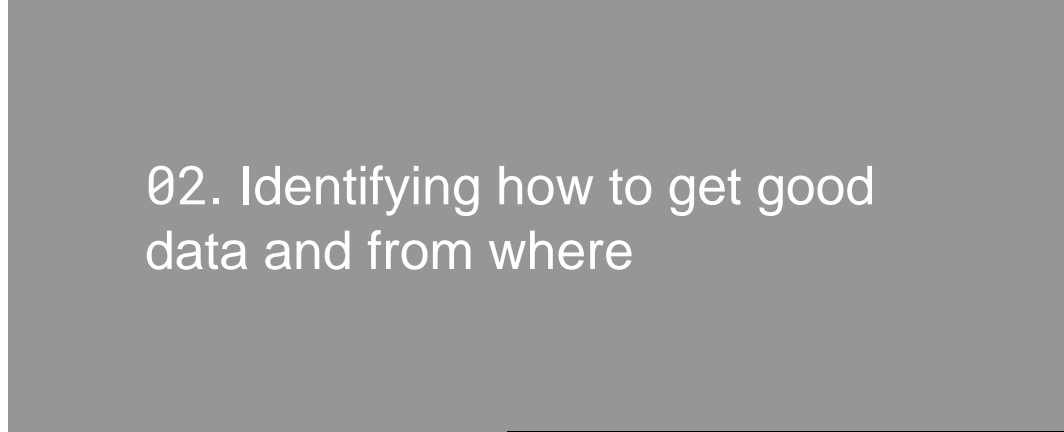 02. Identifying how to get good
data and from where